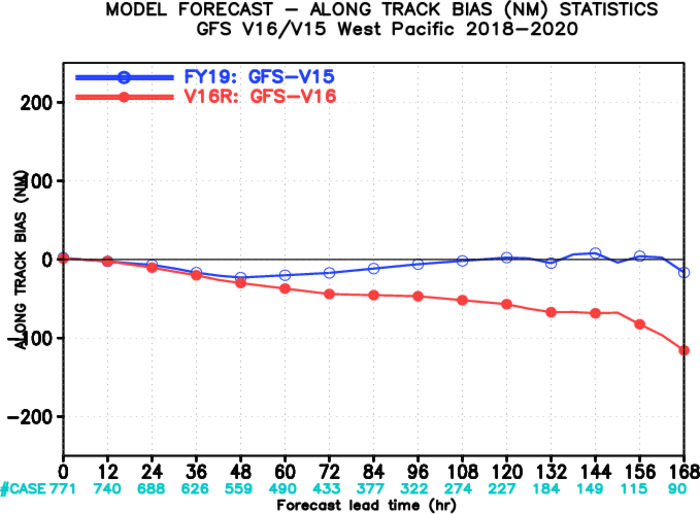 MODEL FORECAST – ALONG TRACK BIAS (NM) STATISTICS
GFS V16/V15 West Pacific 2018–2020
FY19: GFS–V15
V16R: GFS–V16
ALONG TRACK BIAS (NM)
200
100
0
–100
–200
0 12 24 36 48 60 72 84 96 108 120 132 144 156 168
#CASE 771 740 688 626 559 490 433 377 322 274 227 184 149 115 90
Forecast lead time (hr)